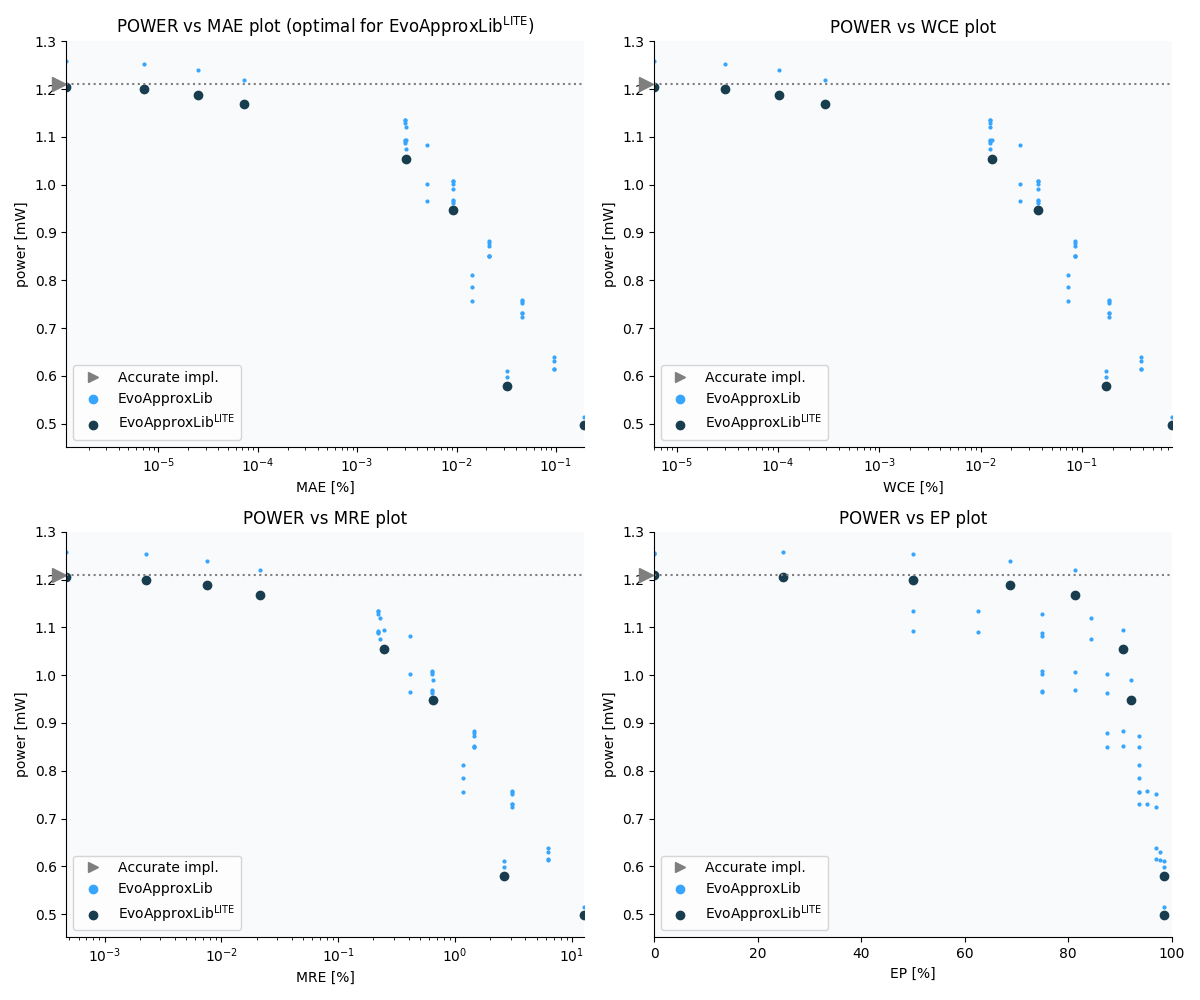 POWER vs MAE plot (optimal for EvoApproxLib^LITE)
1.3
1.2
1.1
1.0
0.9
0.8
0.7
0.6
0.5
power [mW]
Accurate impl.
EvoApproxLib
EvoApproxLib^LITE
10^−5 10^−4 10^−3 10^−2 10^−1
MAE [%]
POWER vs WCE plot
1.3
1.2
1.1
1.0
0.9
0.8
0.7
0.6
0.5
power [mW]
Accurate impl.
EvoApproxLib
EvoApproxLib^LITE
10^−5 10^−4 10^−3 10^−2 10^−1
WCE [%]
POWER vs MRE plot
1.3
1.2
1.1
1.0
0.9
0.8
0.7
0.6
0.5
power [mW]
Accurate impl.
EvoApproxLib
EvoApproxLib^LITE
10^−3 10^−2 10^−1 10^0 10^1
MRE [%]
POWER vs EP plot
1.3
1.2
1.1
1.0
0.9
0.8
0.7
0.6
0.5
power [mW]
Accurate impl.
EvoApproxLib
EvoApproxLib^LITE
0 20 40 60 80 100
EP [%]